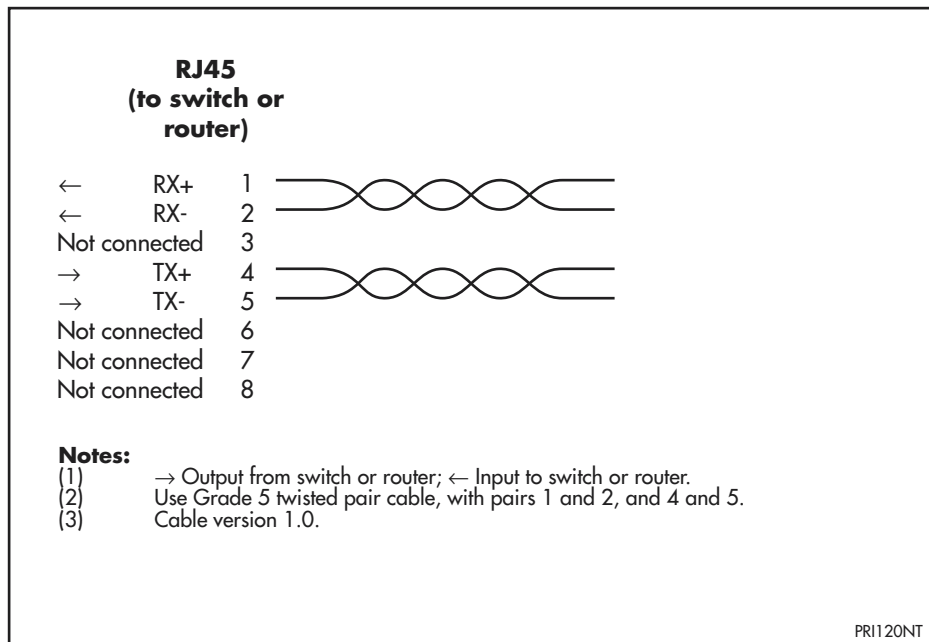 RJ45
(to switch or
router)
← RX+ 1
← RX- 2
Not connected 3
→ TX+ 4
→ TX- 5
Not connected 6
Not connected 7
Not connected 8
Notes:
(1) → Output from switch or router; ← Input to switch or router.
(2) Use Grade 5 twisted pair cable, with pairs 1 and 2, and 4 and 5.
(3) Cable version 1.0.
PRI120NT